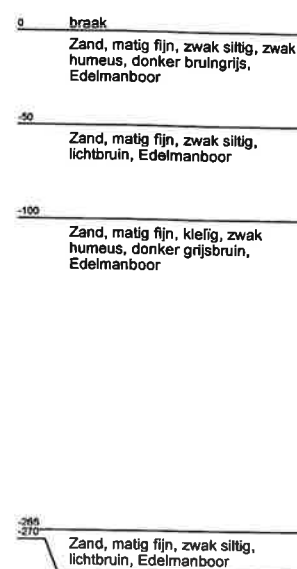 0 braak
Zand, matig fijn, zwak siltig, zwak
humeus, donker bruingrijs,
Edelmanboor
-50
Zand, matig fijn, zwak siltig,
lichtbruin, Edelmanboor
-100
Zand, matig fijn, kleiïg, zwak
humeus, donker grijsbruin,
Edelmanboor
-265
-270
Zand, matig fijn, zwak siltig,
lichtbruin, Edelmanboor